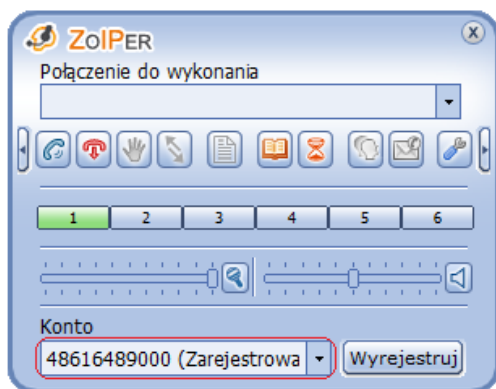 ZoIPER
Połączenie do wykonania
1 2 3 4 5 6
Konto
48616489000 (Zarejestrowa Wyrejestruj